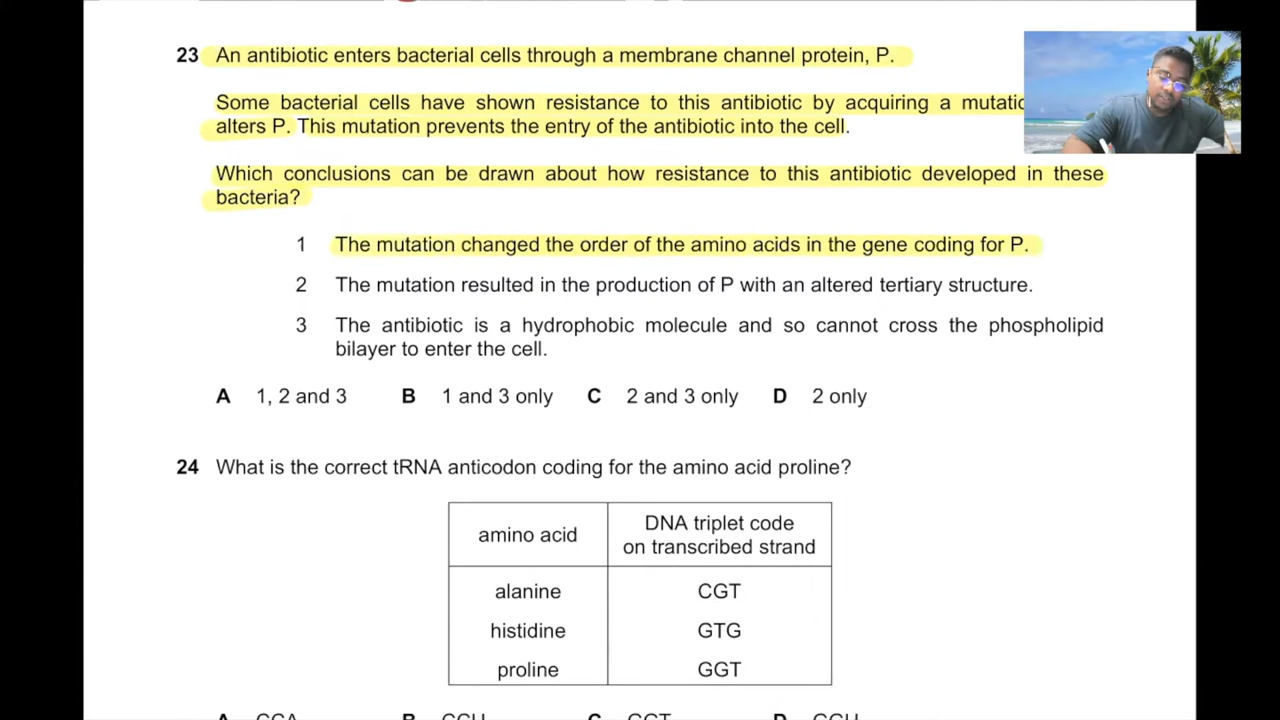 23 An antibiotic enters bacterial cells through a membrane channel protein, P.
Some bacterial cells have shown resistance to this antibiotic by acquiring a
alters P. This mutation prevents the entry of the antibiotic into the cell.
Which conclusions can be drawn about how resistance to this antibiotic developed in these
bacteria?
1 The mutation changed the order of the amino acids in the gene coding for P.
2 The mutation resulted in the production of P with an altered tertiary structure.
3 The antibiotic is a hydrophobic molecule and so cannot cross the phospholipid
bilayer to enter the cell.
A 1, 2 and 3 B 1 and 3 only C 2 and 3 only D 2 only
24 What is the correct tRNA anticodon coding for the amino acid proline?
amino acid DNA triplet code
on transcribed strand
alanine CGT
histidine GTG
proline GGT